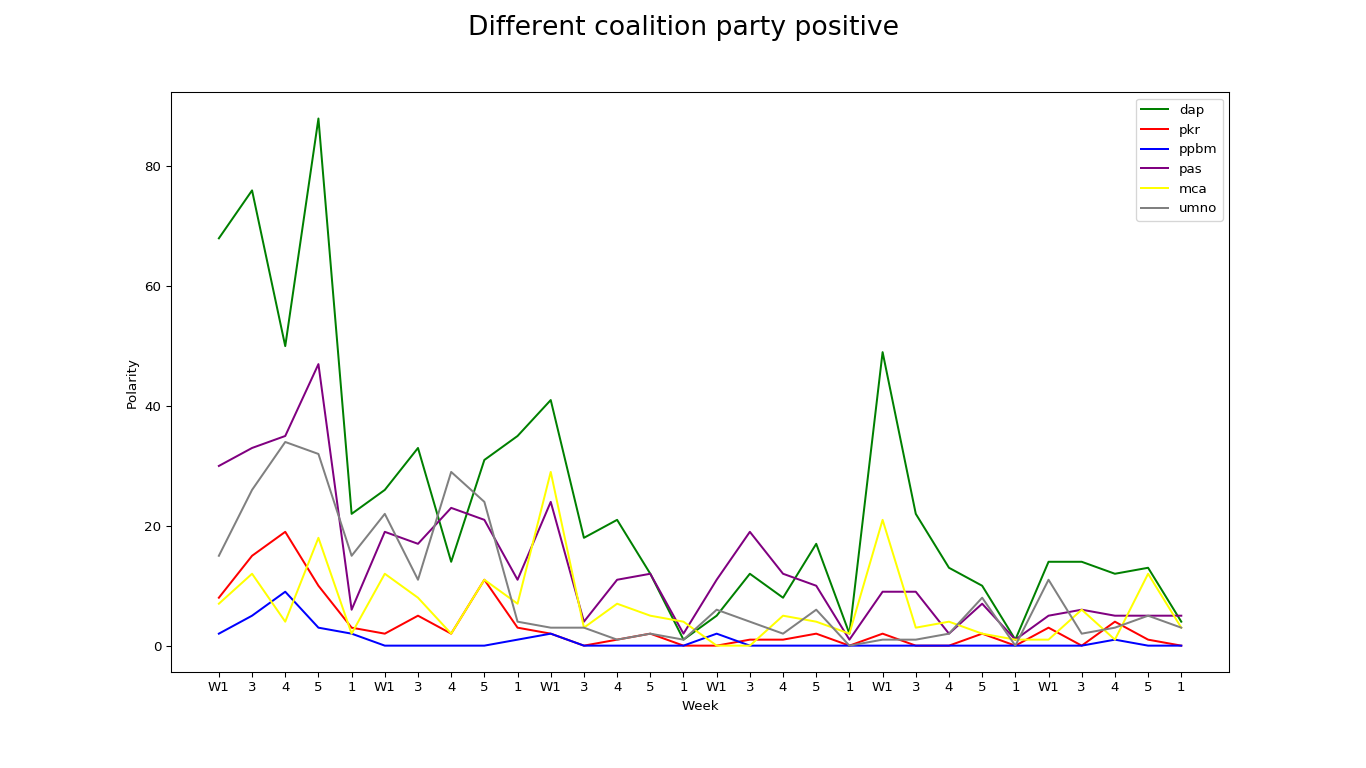 Different coalition party positive
dap
pkr
ppbm
pas
mca
umno
80
60
40
20
0
Polarity
W1 3 4 5 1 W1 3 4 5 1 W1 3 4 5 1 W1 3 4 5 1 W1 3 4 5 1 W1 3 4 5 1
Week